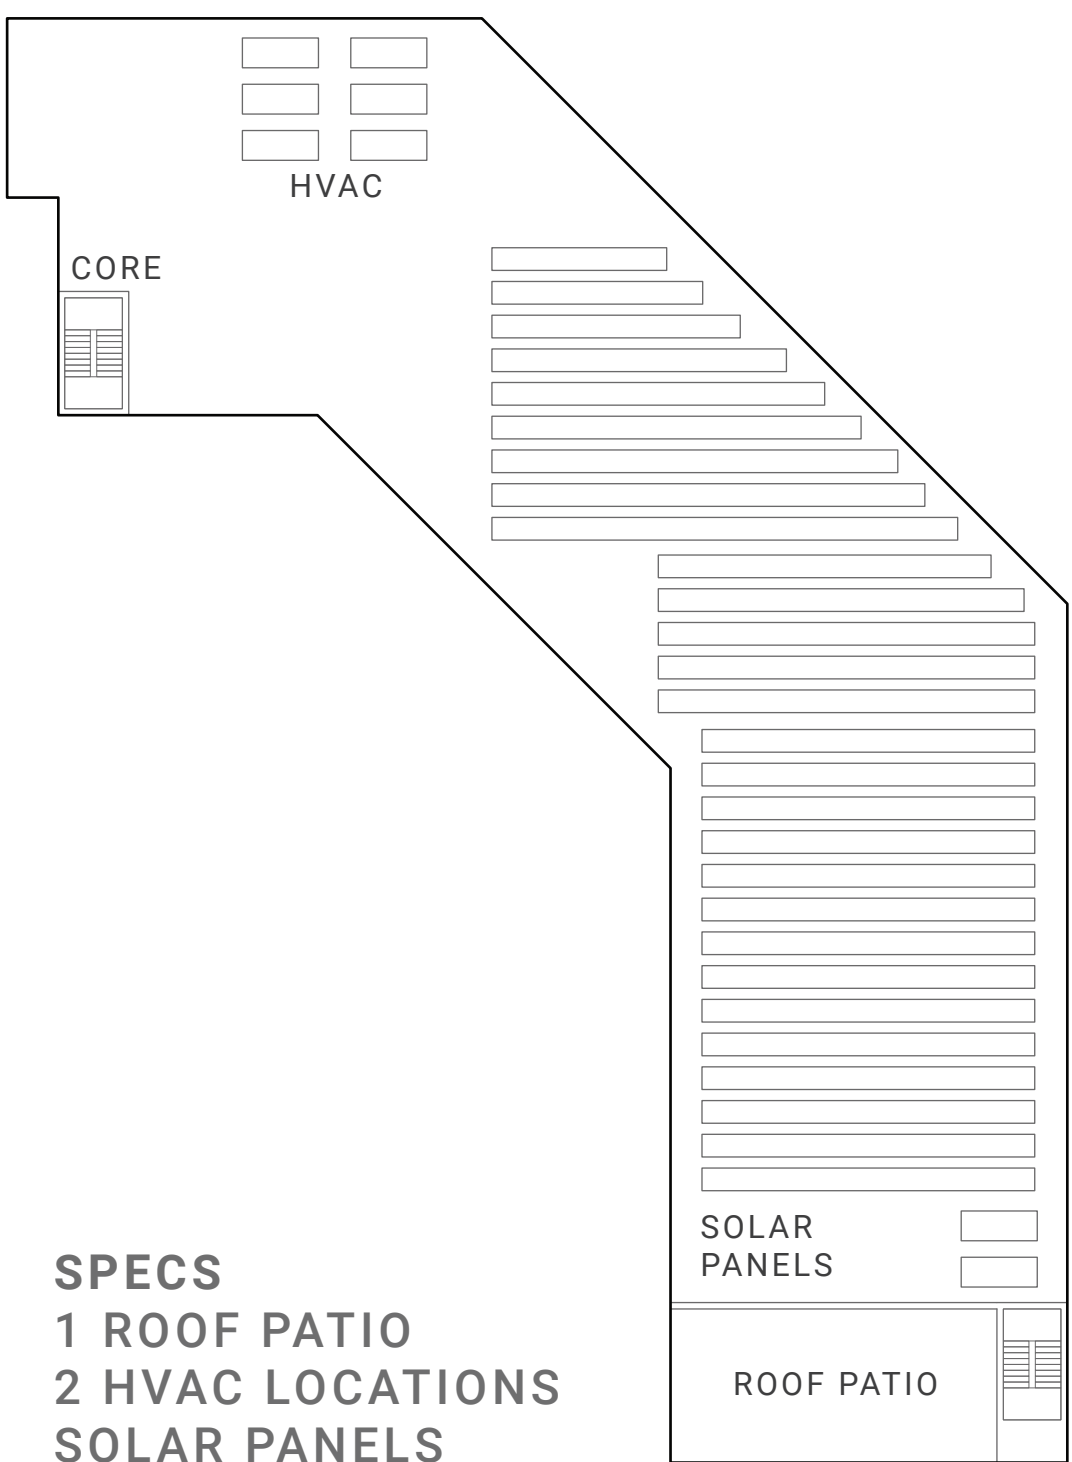 HVAC
CORE
SOLAR
PANELS
ROOF PATIO
SPECS
1 ROOF PATIO
2 HVAC LOCATIONS
SOLAR PANELS